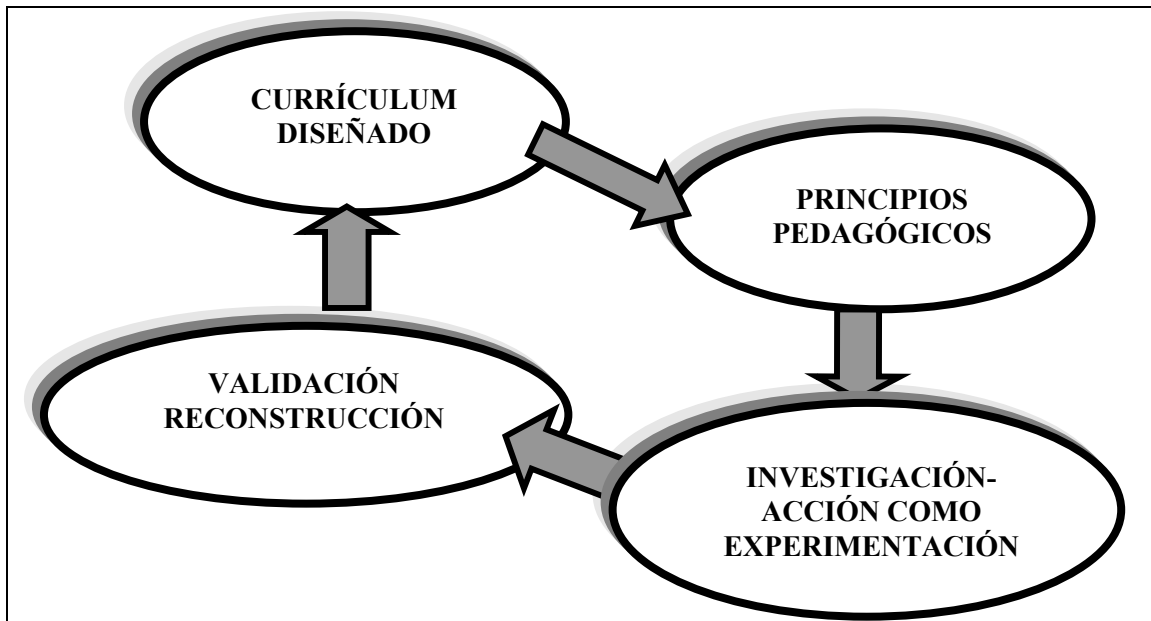 CURRÍCULUM
DISEÑADO
PRINCIPIOS
PEDAGÓGICOS
VALIDACIÓN
RECONSTRUCCIÓN
INVESTIGACIÓN-
ACCIÓN COMO
EXPERIMENTACIÓN